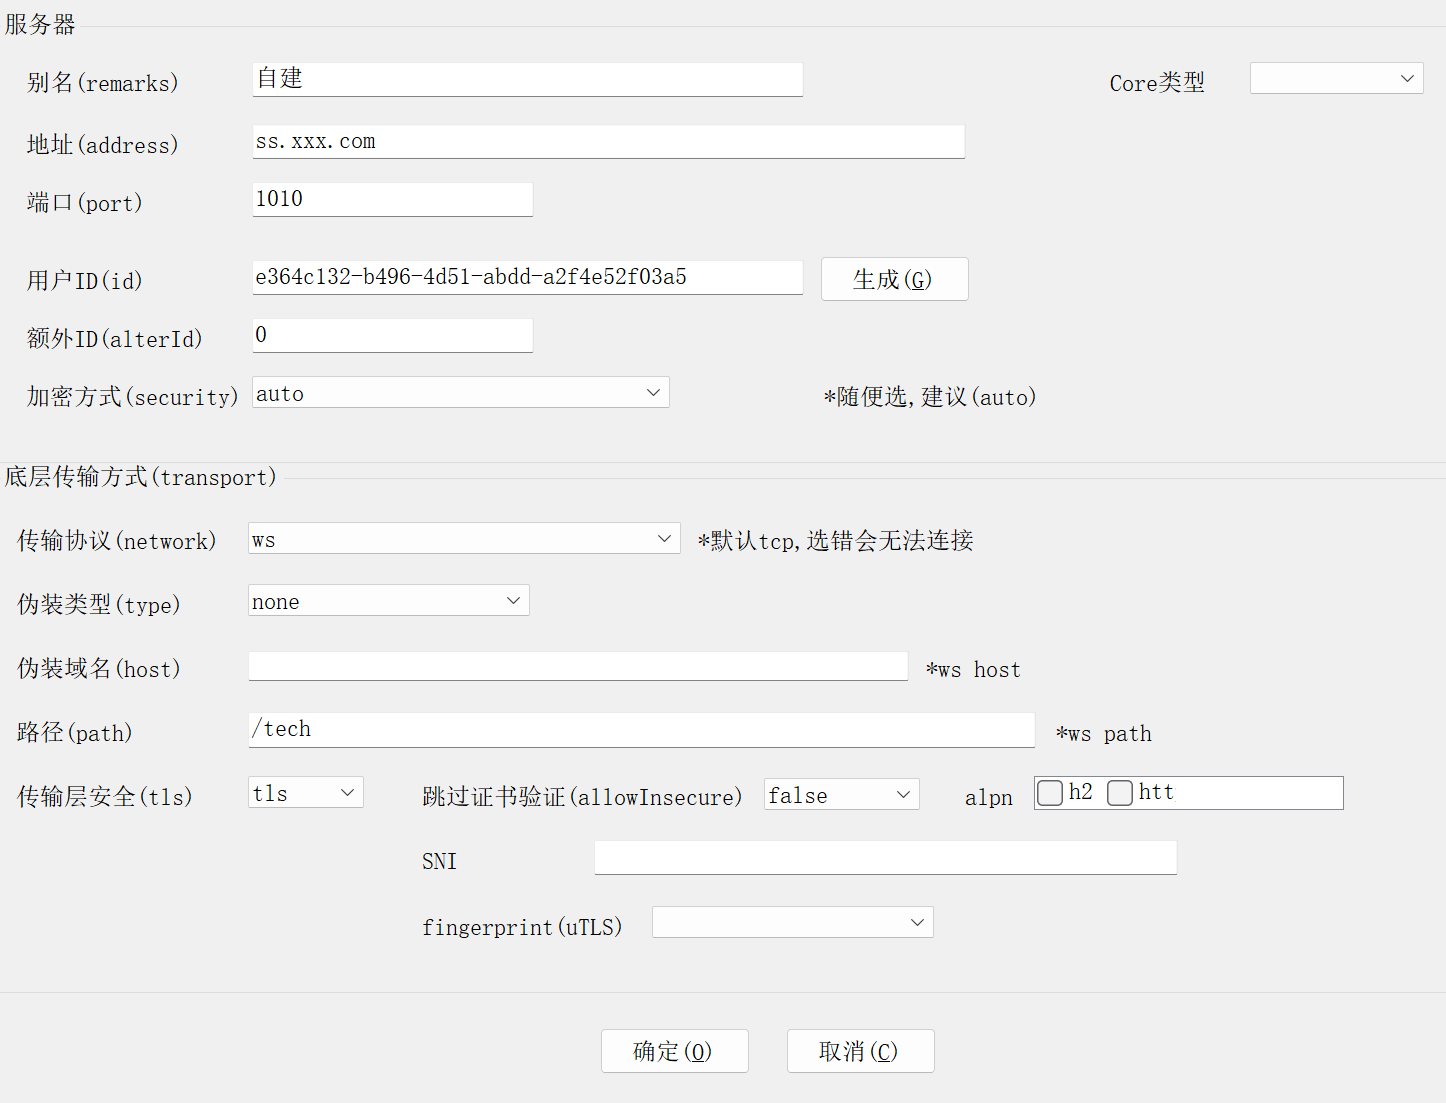 服务器
别名(remarks) 自建 Core类型
地址(address) ss.xxx.com
端口(port) 1010
用户ID(id) e364c132-b496-4d51-abdd-a2f4e52f03a5 生成(G)
额外ID(alterId) 0
加密方式(security) auto *随便选,建议(auto)
底层传输方式(transport)
传输协议(network) ws *默认tcp,选错会无法连接
伪装类型(type) none
伪装域名(host) *ws host
路径(path) /tech *ws path
传输层安全(tls) tls 跳过证书验证(allowInsecure) false alpn h2 htt
SNI
fingerprint(uTLS)
确定(O) 取消(C)